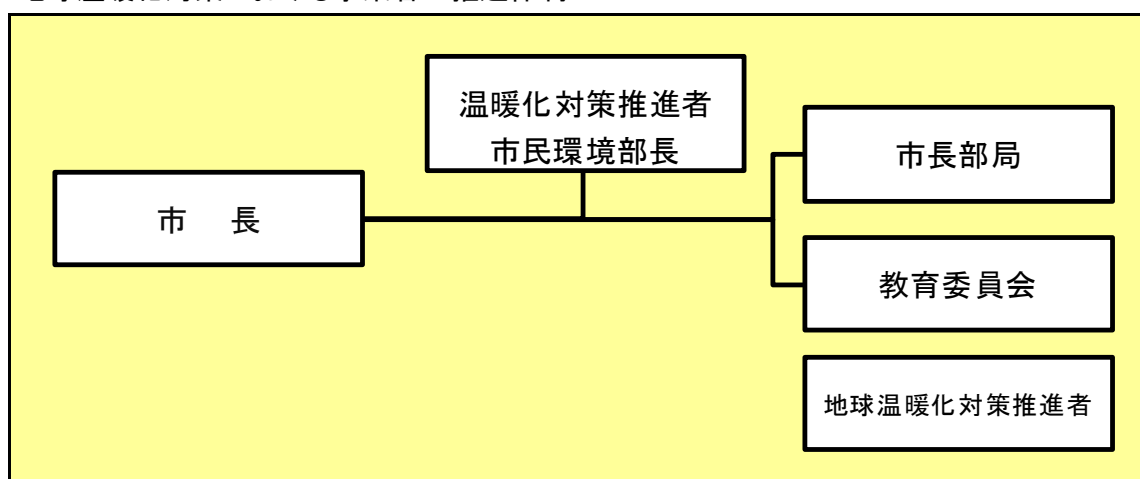 温暖化対策推進者
市民環境部長
市長部局
市 長
教育委員会
地球温暖化対策推進者